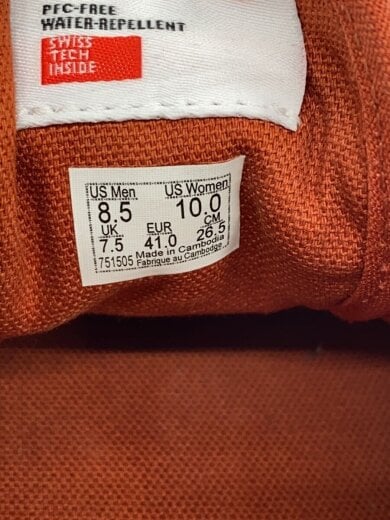 PFC-FREE
WATER-REPELLENT
SWISS
TECH
INSIDE
US Men US Women
8.5 10.0
UK EUR CM
7.5 41.0 26.5
751505 Made in Cambodia
Fabriqué au Cambodge